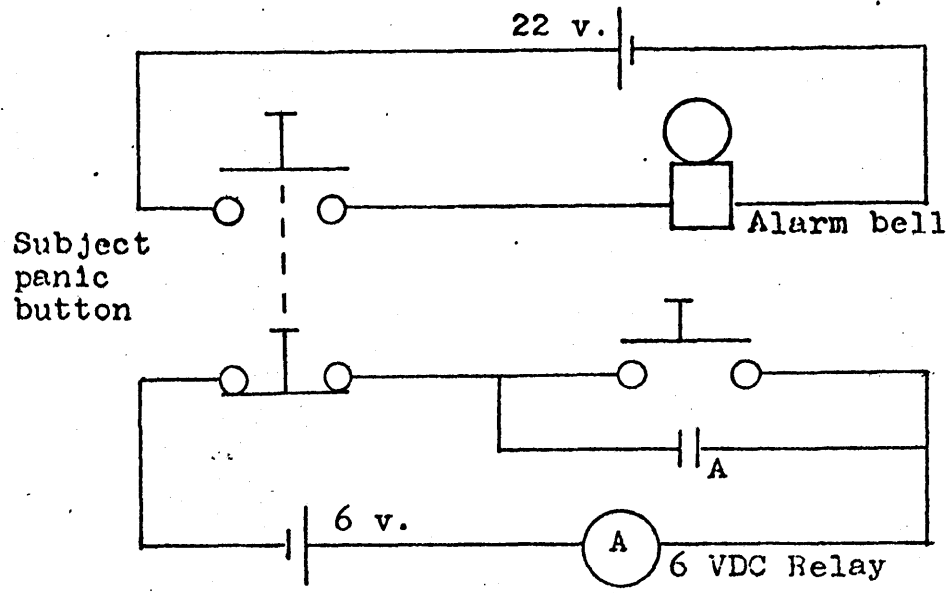 22 v.
Alarm bell
Subject
panic
button
A
6 v.
A
6 VDC Relay